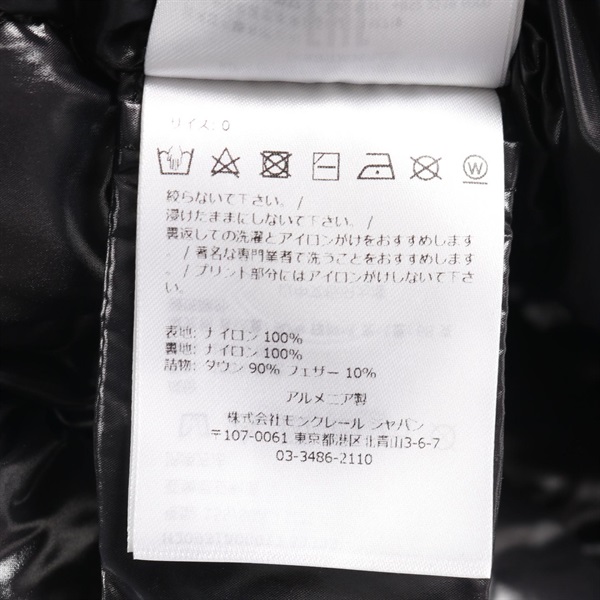 サイズ: 0
W
絞らないで下さい。/
浸けたままにしないで下さい。/
裏返しての洗濯とアイロンがけをおすすめします
。/ 著名な専門業者で洗うことをおすすめします
。/ プリント部分にはアイロンがけしないで下さ
い。
表地: ナイロン 100%
裏地: ナイロン 100%
詰物: ダウン 90% フェザー 10%
アルメニア製
株式会社モンクレール ジャパン
〒107-0061 東京都港区北青山3-6-7
03-3486-2110